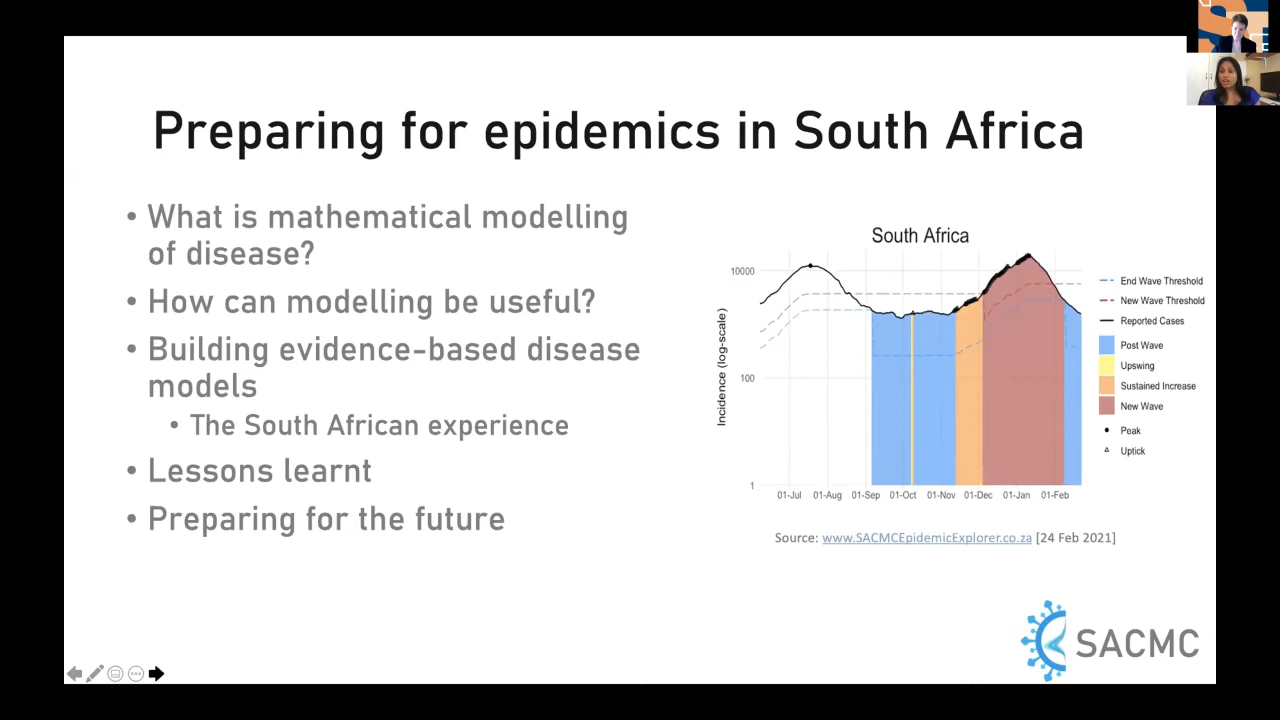 Preparing for epidemics in South Africa
• What is mathematical modelling
of disease?
• How can modelling be useful?
• Building evidence-based disease
models
• The South African experience
• Lessons learnt
• Preparing for the future
South Africa
Incidence (log-scale)
10000
100
1
01-Jul 01-Aug 01-Sep 01-Oct 01-Nov 01-Dec 01-Jan 01-Feb
End Wave Threshold
New Wave Threshold
Reported Cases
Post Wave
Upswing
Sustained Increase
New Wave
Peak
Uptick
Source: www.SACMCEpidemicExplorer.co.za [24 Feb 2021]
SACMC